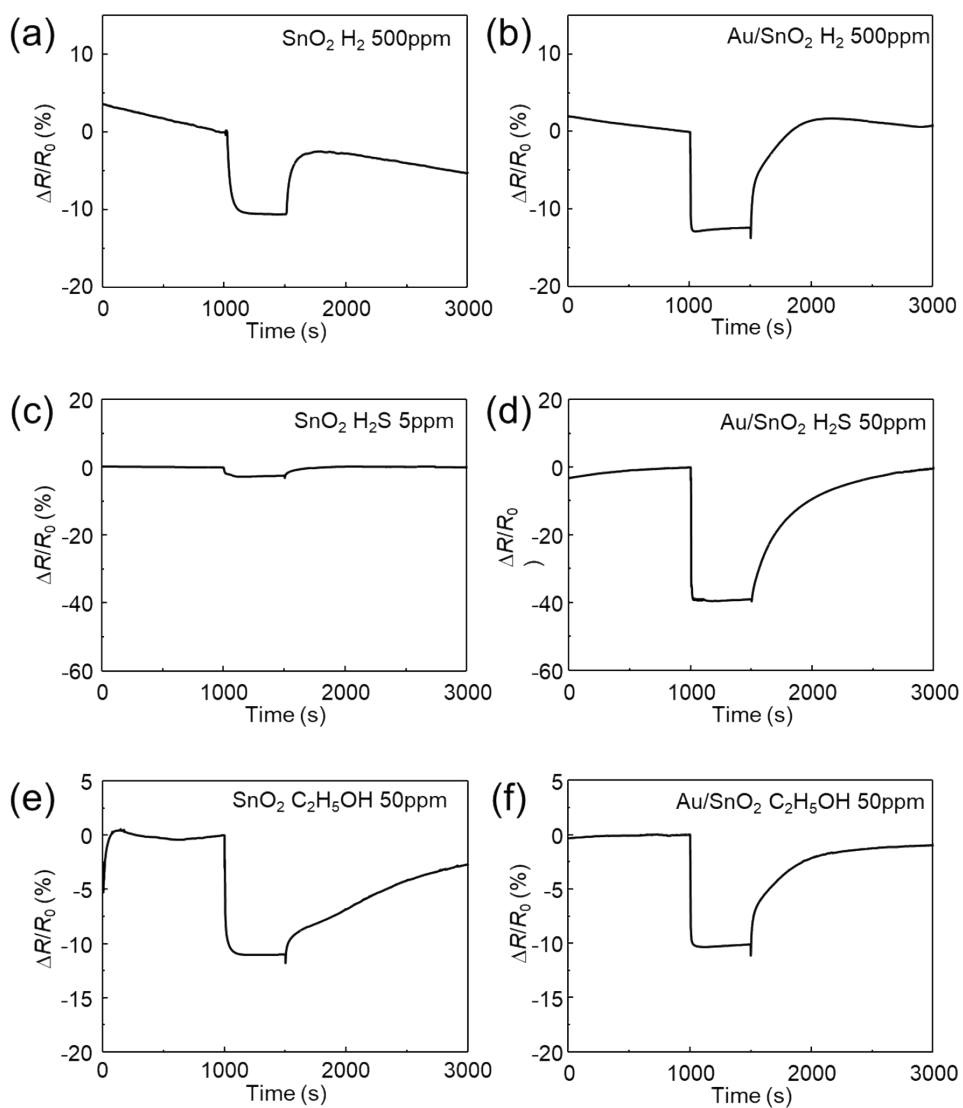 (a)
SnO₂ H₂ 500ppm
10
0
-10
-20
ΔR/R₀ (%)
0 1000 2000 3000
Time (s)
(b)
Au/SnO₂ H₂ 500ppm
10
0
-10
-20
ΔR/R₀ (%)
0 1000 2000 3000
Time (s)
(c)
SnO₂ H₂S 5ppm
20
0
-20
-40
-60
ΔR/R₀ (%)
0 1000 2000 3000
Time (s)
(d)
Au/SnO₂ H₂S 50ppm
20
0
-20
-40
-60
ΔR/R₀
)
0 1000 2000 3000
Time (s)
(e)
SnO₂ C₂H₅OH 50ppm
5
0
-5
-10
-15
-20
ΔR/R₀ (%)
0 1000 2000 3000
Time (s)
(f)
Au/SnO₂ C₂H₅OH 50ppm
5
0
-5
-10
-15
-20
ΔR/R₀ (%)
0 1000 2000 3000
Time (s)